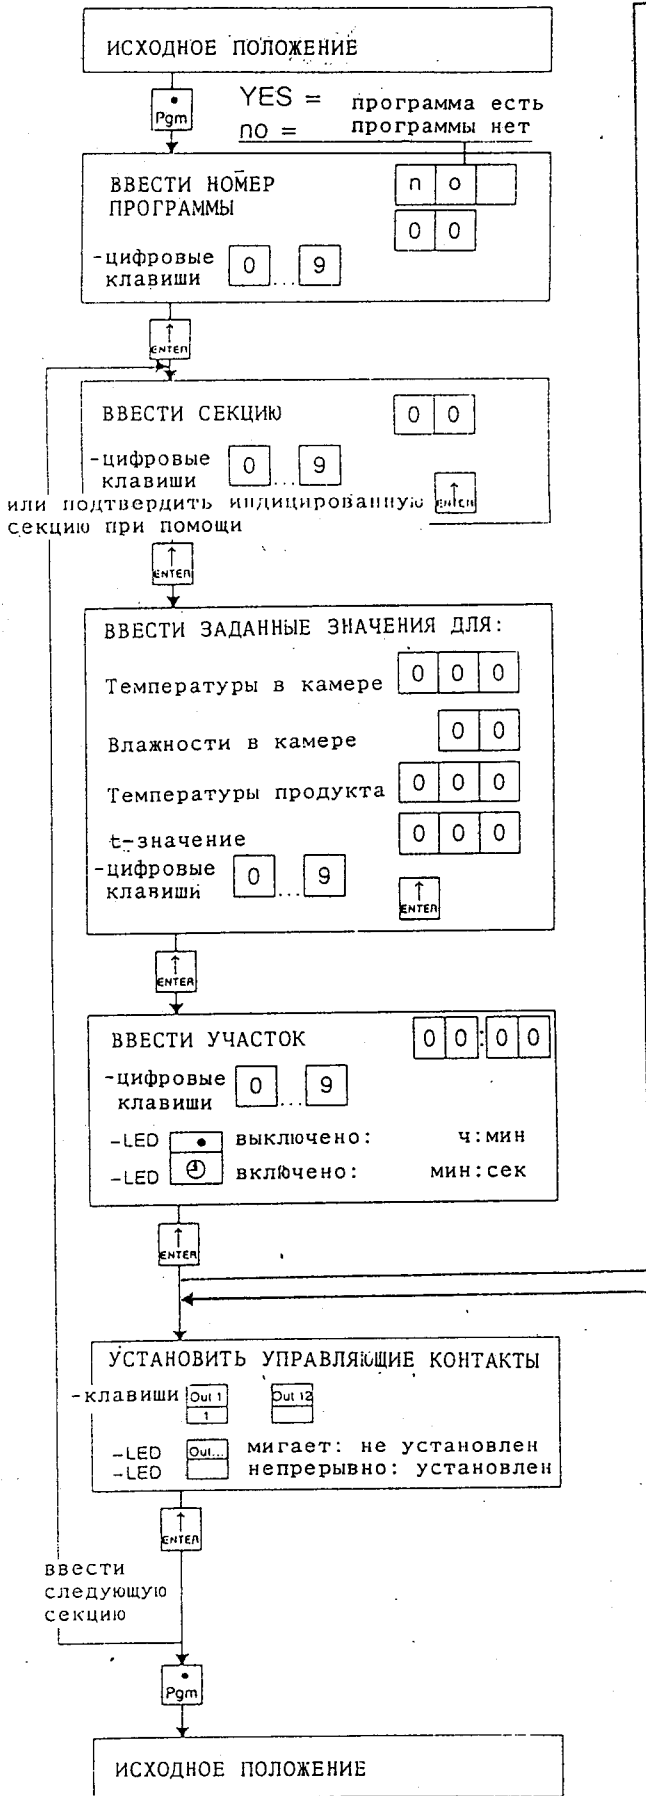 ИСХОДНОЕ ПОЛОЖЕНИЕ
Pgm
YES = программа есть
no = программы нет
ВВЕСТИ НОМЕР
ПРОГРАММЫ
n o
0 0
-цифровые
клавиши 0 ... 9
↑
ENTER
ВВЕСТИ СЕКЦИЮ 0 0
-цифровые
клавиши 0 ... 9
или подтвердить индицированную
секцию при помощи
↑
ENTER
↑
ENTER
ВВЕСТИ ЗАДАННЫЕ ЗНАЧЕНИЯ ДЛЯ:
Температуры в камере 0 0 0
Влажности в камере 0 0
Температуры продукта 0 0 0
t-значение 0 0 0
-цифровые
клавиши 0 ... 9
↑
ENTER
↑
ENTER
ВВЕСТИ УЧАСТОК 0 0 : 0 0
-цифровые
клавиши 0 ... 9
-LED выключено: ч:мин
-LED включено: мин:сек
↑
ENTER
УСТАНОВИТЬ УПРАВЛЯЮЩИЕ КОНТАКТЫ
-клавиши Out 1 Out 12
1
-LED Out... мигает: не установлен
-LED непрерывно: установлен
↑
ENTER
ввести
следующую
секцию
Pgm
ИСХОДНОЕ ПОЛОЖЕНИЕ